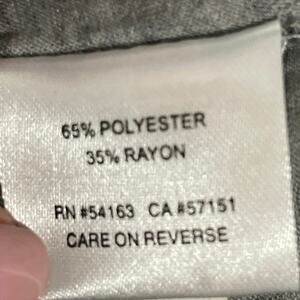 65% POLYESTER
35% RAYON
RN #54163 CA #57151
CARE ON REVERSE